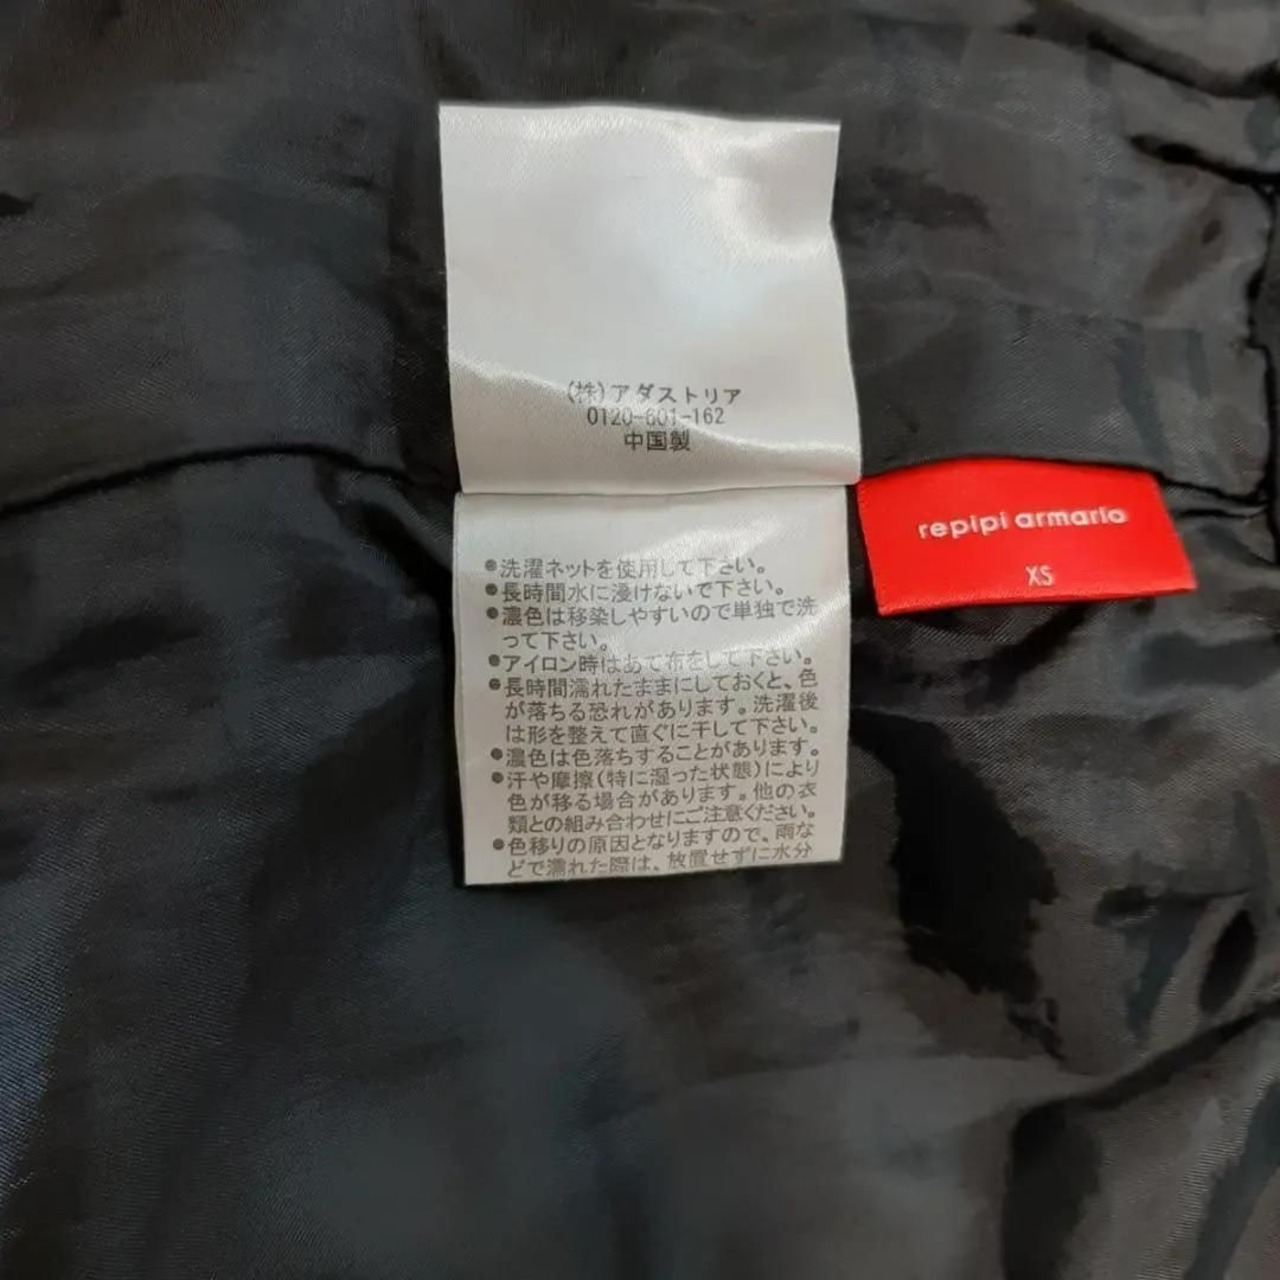 (株)アダストリア
0120-601-162
中国製
repipi armario
XS
●洗濯ネットを使用して下さい。
●長時間水に浸けないで下さい。
●濃色は移染しやすいので単独で洗
って下さい。
●アイロン時はあて布をして下さい。
●長時間濡れたままにしておくと、色
が落ちる恐れがあります。洗濯後
は形を整えて直ぐに干して下さい。
●濃色は色落ちすることがあります。
●汗や摩擦(特に湿った状態)により
色が移る場合があります。他の衣
類との組み合わせにご注意ください。
●色移りの原因となりますので、雨な
どで濡れた際は、放置せずに水分